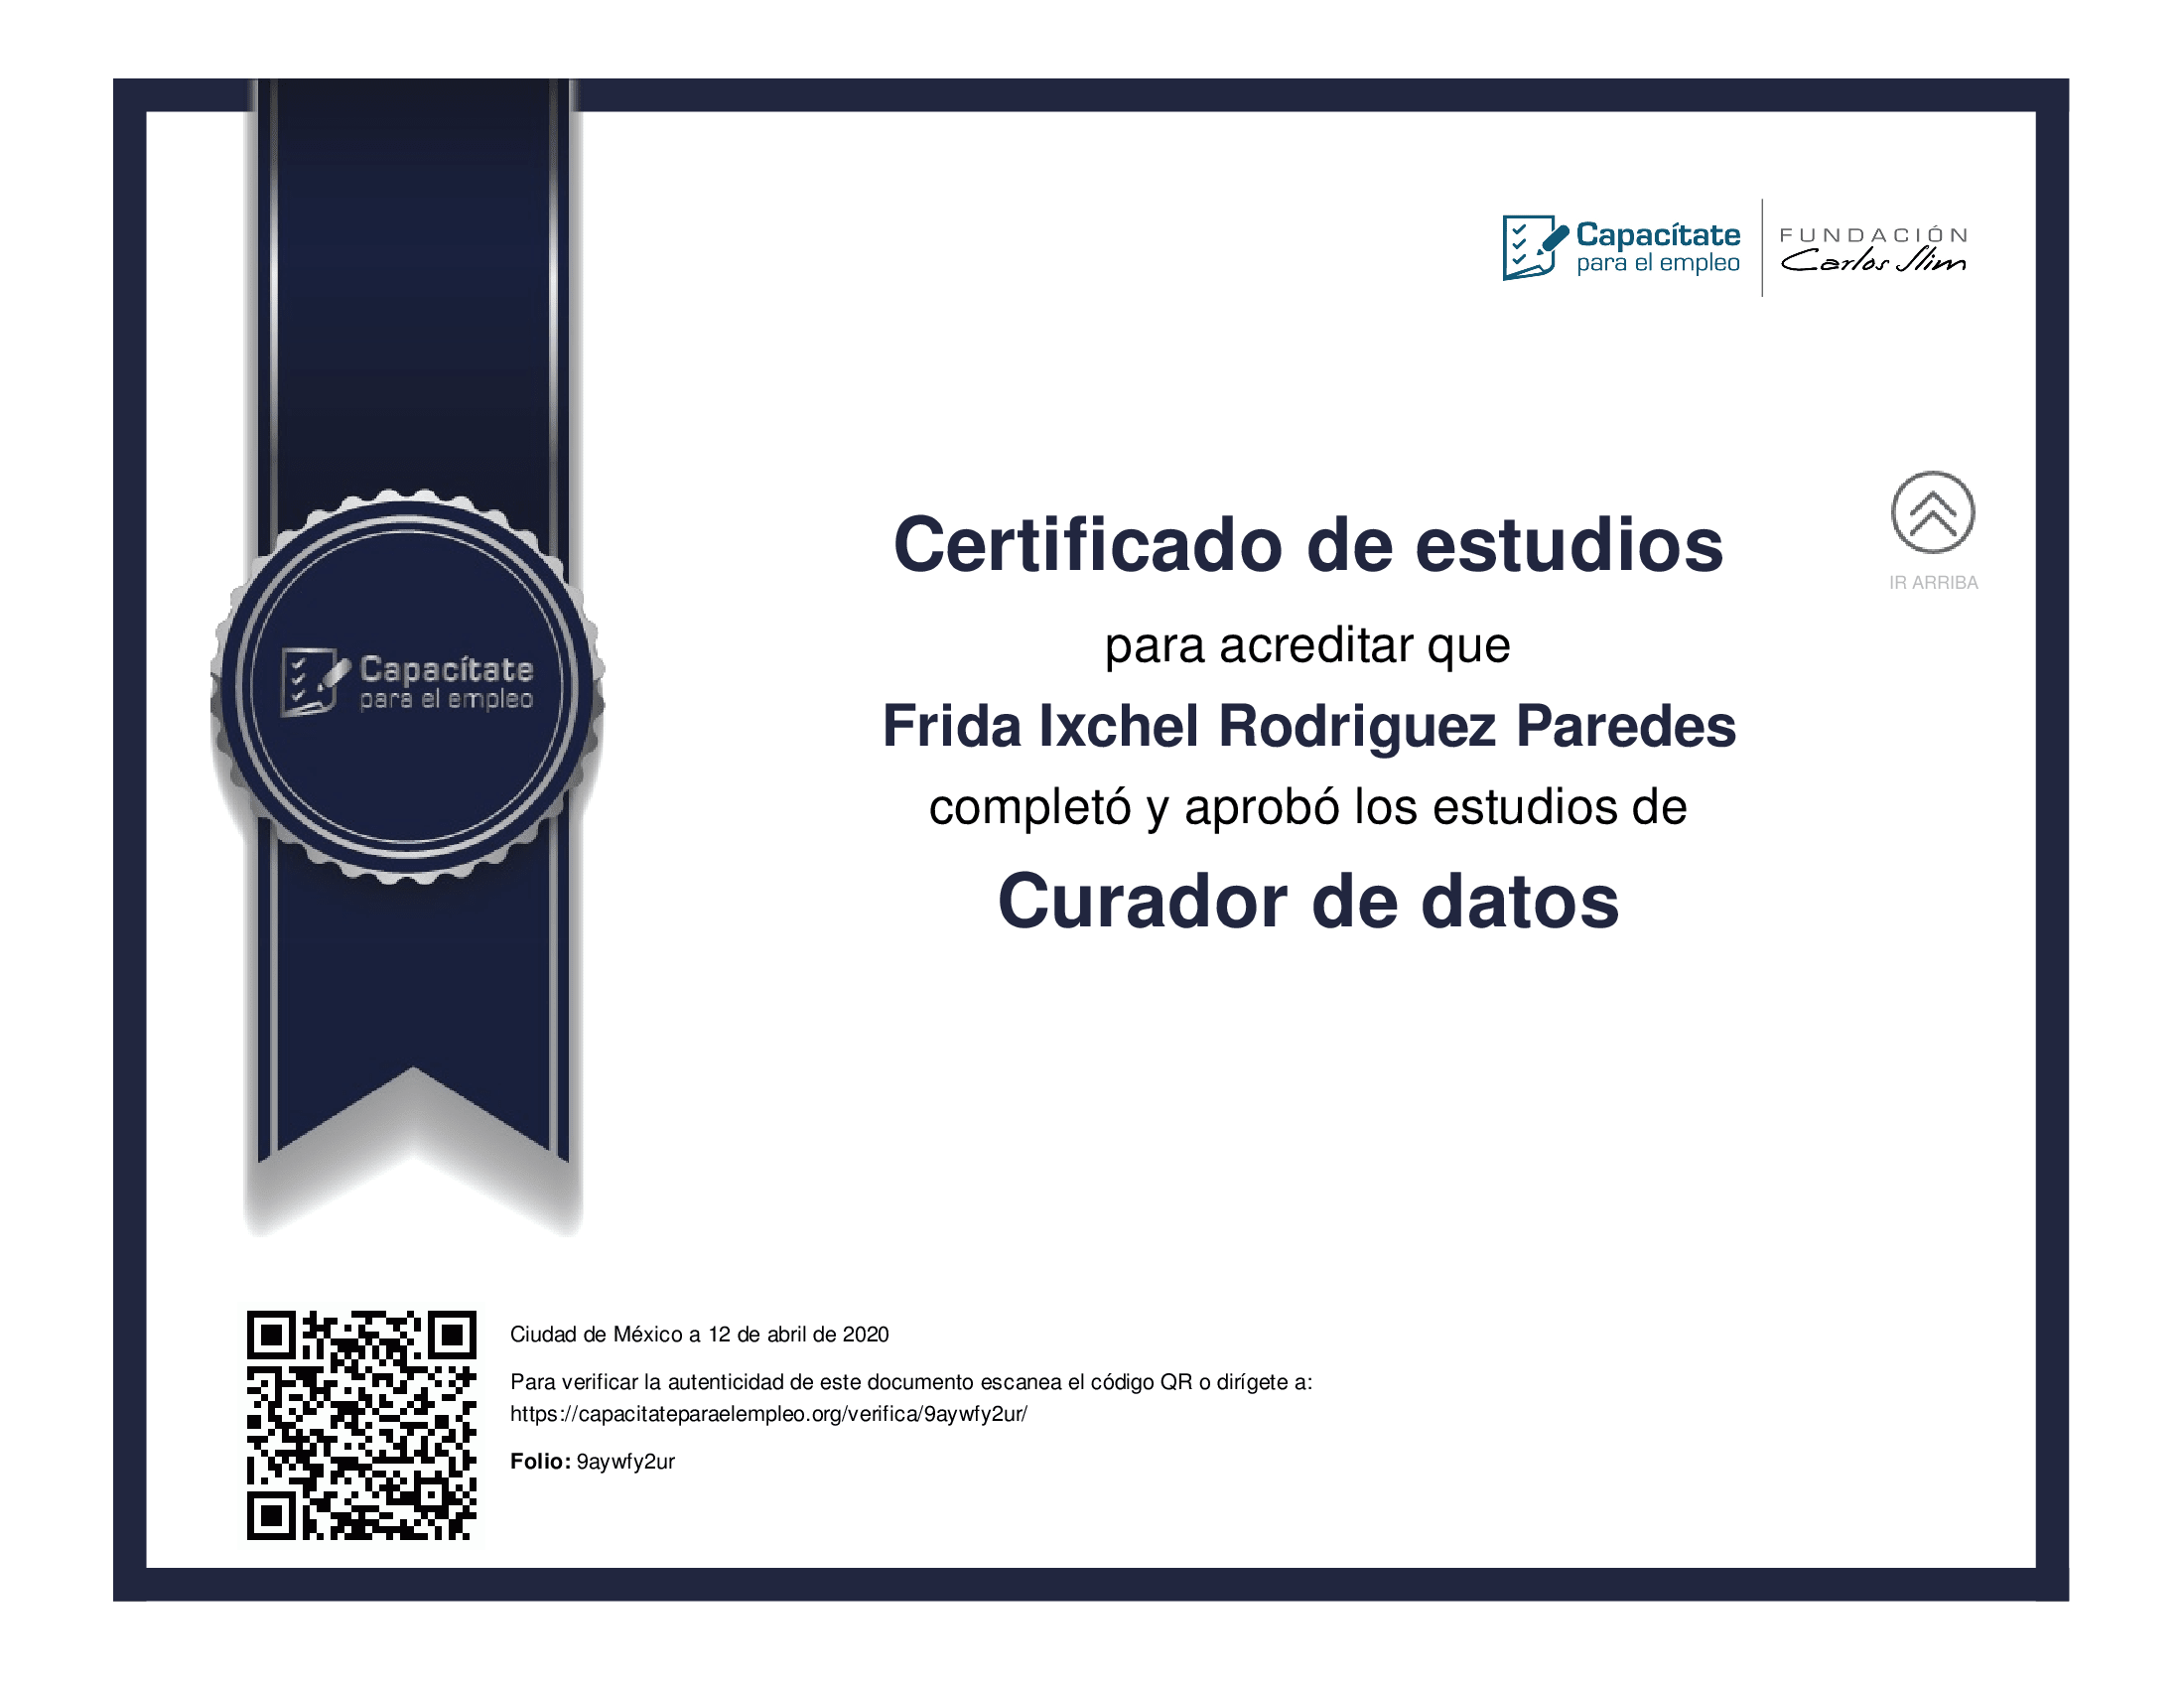 Capacítate
para el empleo
FUNDACIÓN
Carlos Slim
Certificado de estudios
IR ARRIBA
para acreditar que
Capacítate
para el empleo
Frida Ixchel Rodriguez Paredes
completó y aprobó los estudios de
Curador de datos
Ciudad de México a 12 de abril de 2020
Para verificar la autenticidad de este documento escanea el código QR o dirígete a:
https://capacitateparaelempleo.org/verifica/9aywfy2ur/
Folio: 9aywfy2ur